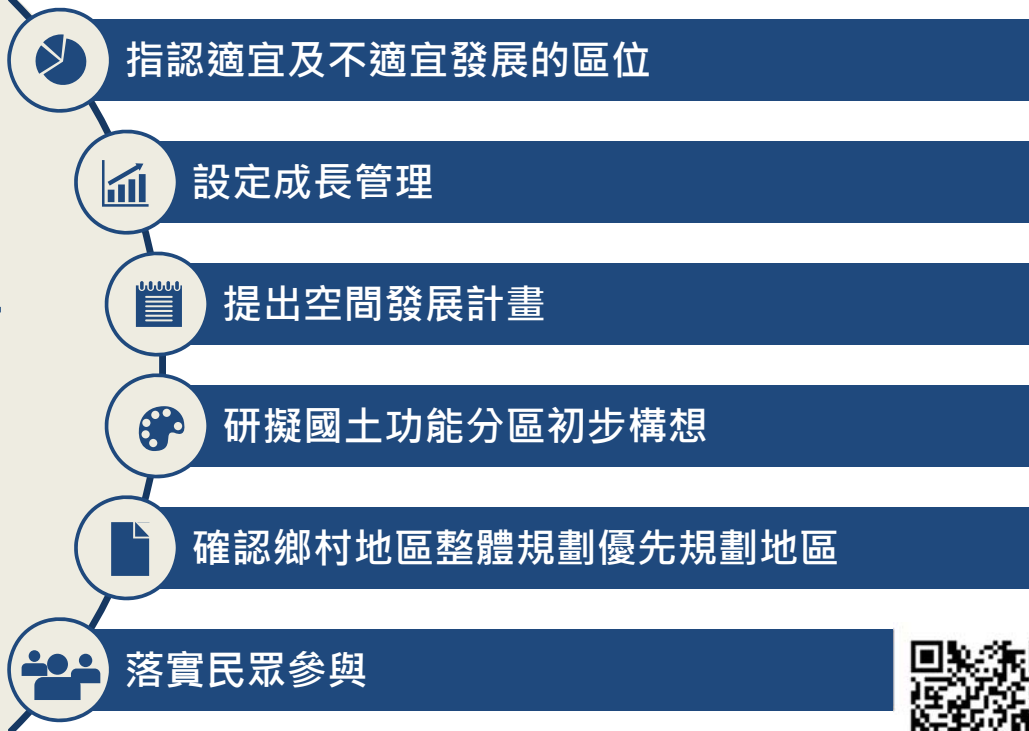 指認適宜及不適宜發展的區位
設定成長管理
提出空間發展計畫
研擬國土功能分區初步構想
確認鄉村地區整體規劃優先規劃地區
落實民眾參與